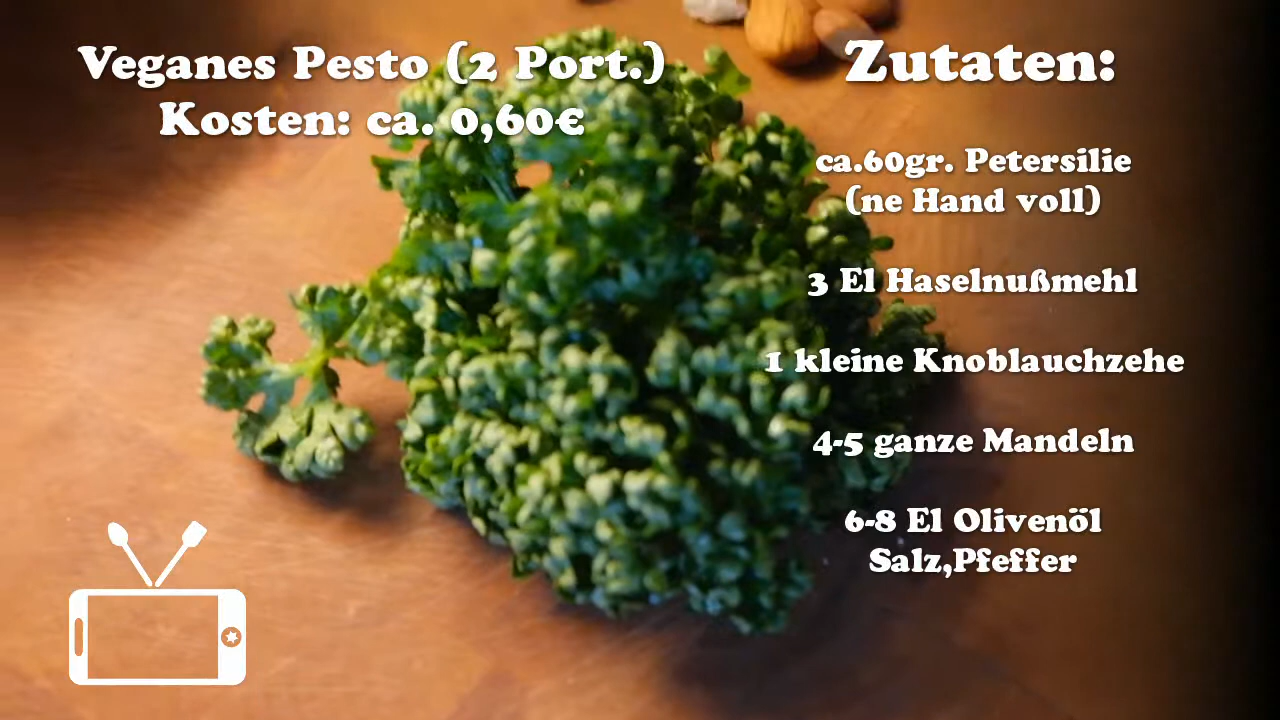 Veganes Pesto (2 Port.)
Kosten: ca. 0,60€
Zutaten:
ca.60gr. Petersilie
(ne Hand voll)
3 El Haselnußmehl
1 kleine Knoblauchzehe
4-5 ganze Mandeln
6-8 El Olivenöl
Salz,Pfeffer